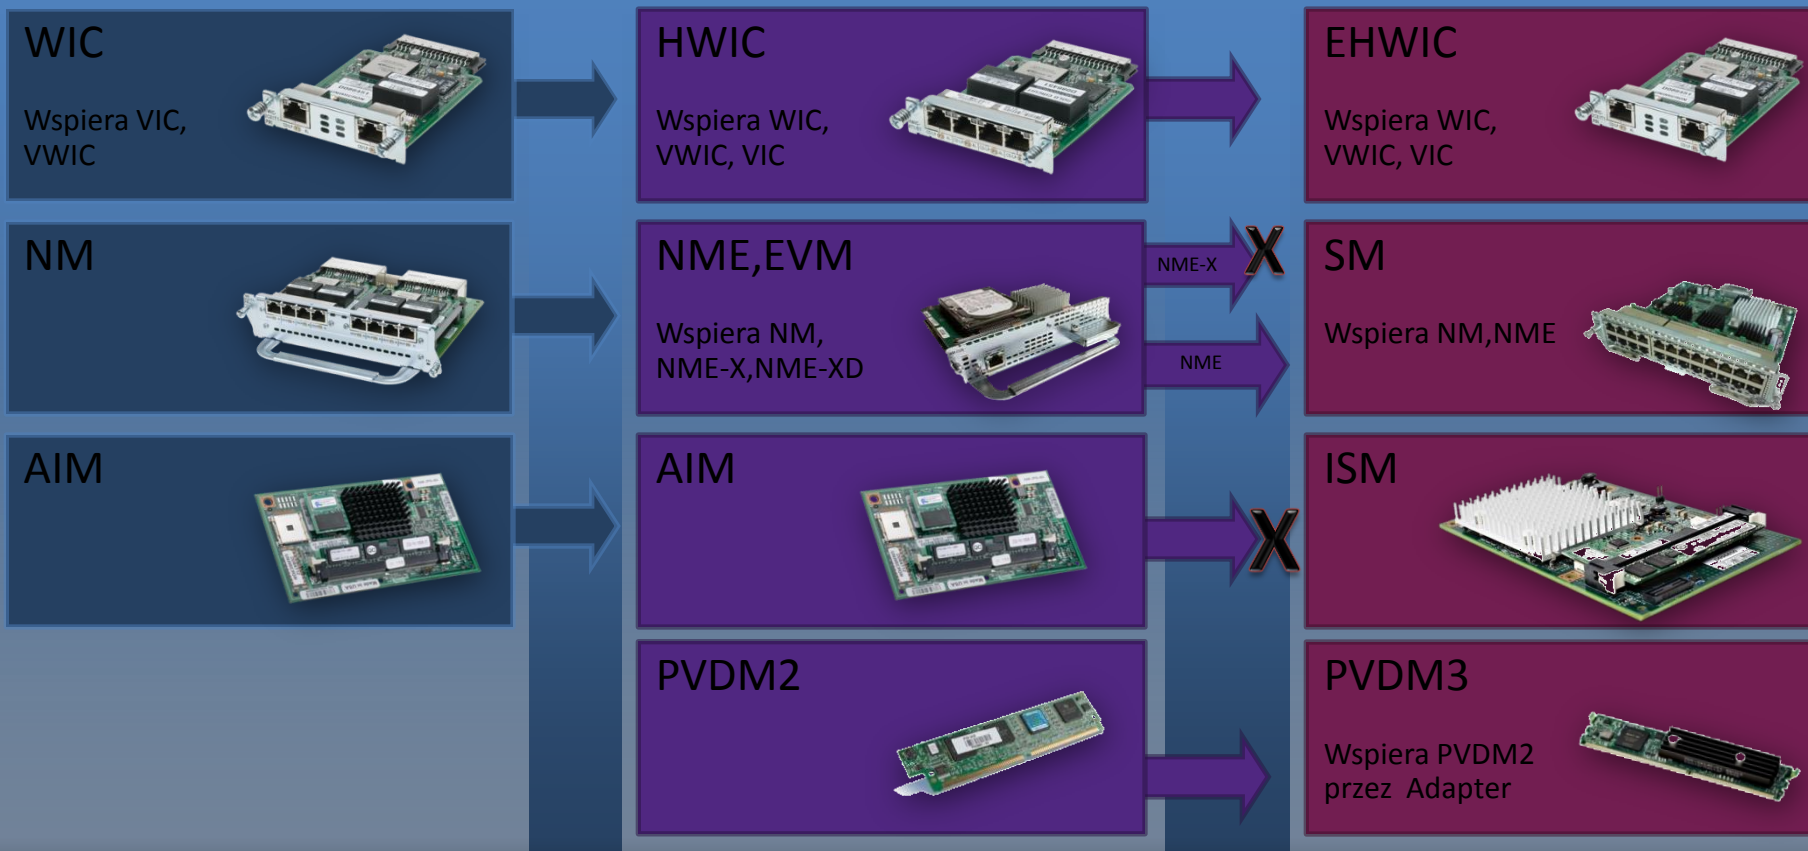 WIC
Wspiera VIC,
VWIC
HWIC
Wspiera WIC,
VWIC, VIC
EHWIC
Wspiera WIC,
VWIC, VIC
NM
NME,EVM
Wspiera NM,
NME-X,NME-XD
NME-X
X
NME
SM
Wspiera NM,NME
AIM
AIM
X
ISM
PVDM2
PVDM3
Wspiera PVDM2
przez Adapter